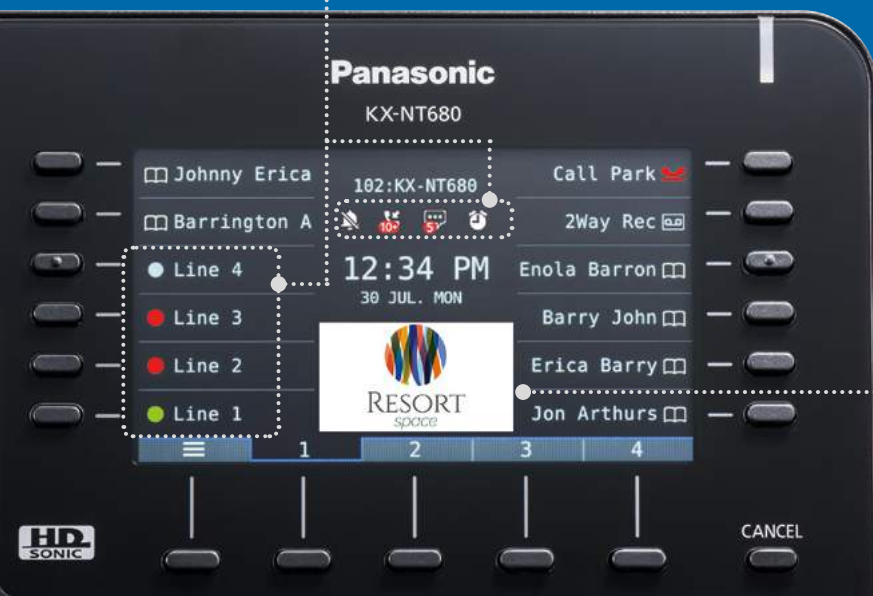 Panasonic
KX-NT680
Johnny Erica
102:KX-NT680
Call Park
Barrington A
10+
5
2Way Rec
Line 4
12:34 PM
Enola Barron
30 JUL. MON
Line 3
Barry John
Line 2
Erica Barry
RESORT
space
Line 1
Jon Arthurs
1
2
3
4
HD
SONIC
CANCEL